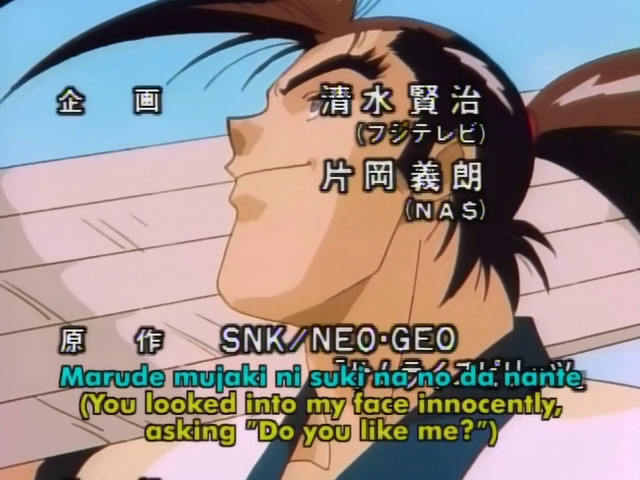 企画 清水賢治
(フジテレビ)
片岡義朗
(NAS)
原作 SNK/NEO・GEO
Marude mujaki ni suki na no da nante
(You looked into my face innocently,
asking "Do you like me?")